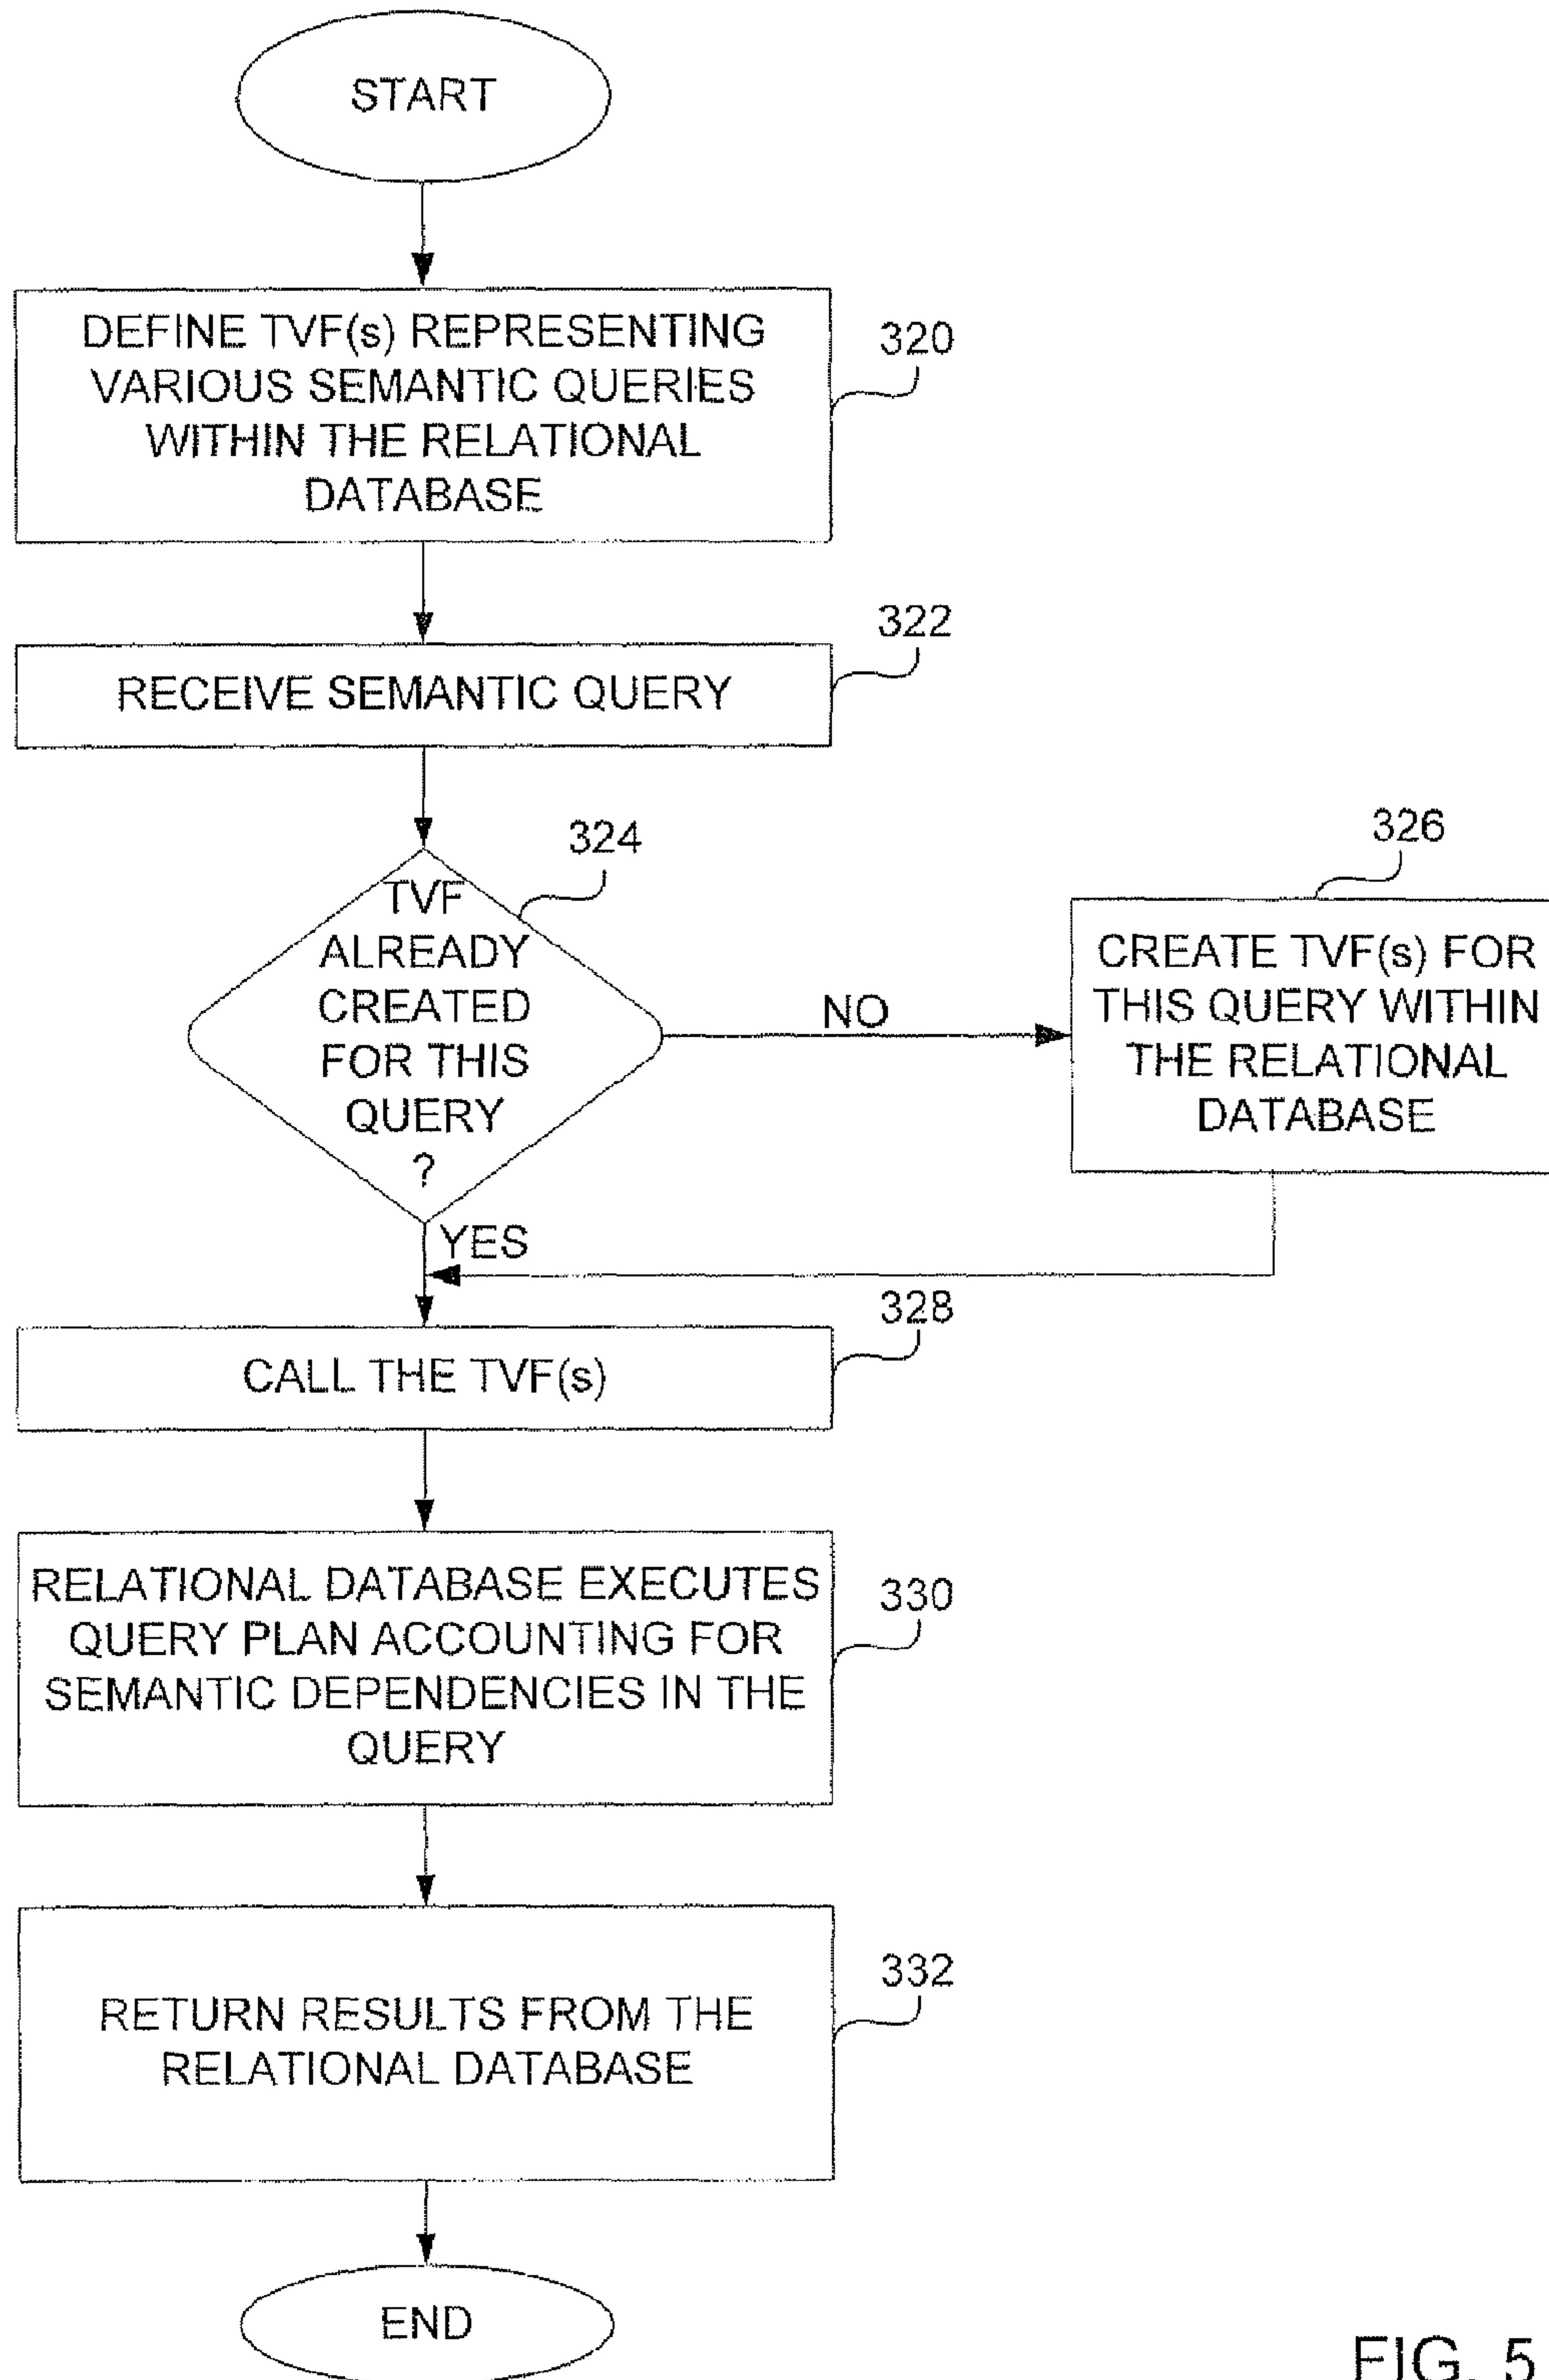 START
DEFINE TVF(s) REPRESENTING
VARIOUS SEMANTIC QUERIES
WITHIN THE RELATIONAL
DATABASE
320
RECEIVE SEMANTIC QUERY
322
TVF
ALREADY
CREATED
FOR THIS
QUERY
?
324
NO
326
CREATE TVF(s) FOR
THIS QUERY WITHIN
THE RELATIONAL
DATABASE
YES
328
CALL THE TVF(s)
RELATIONAL DATABASE EXECUTES
QUERY PLAN ACCOUNTING FOR
SEMANTIC DEPENDENCIES IN THE
QUERY
330
RETURN RESULTS FROM THE
RELATIONAL DATABASE
332
END
FIG. 5